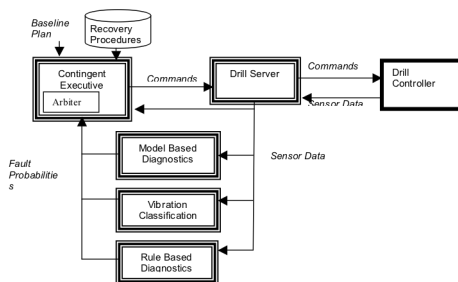 Baseline
Plan
Recovery
Procedures
Contingent
Executive
Arbiter
Commands
Drill Server
Commands
Sensor Data
Drill
Controller
Model Based
Diagnostics
Sensor Data
Fault
Probabilitie
s
Vibration
Classification
Rule Based
Diagnostics